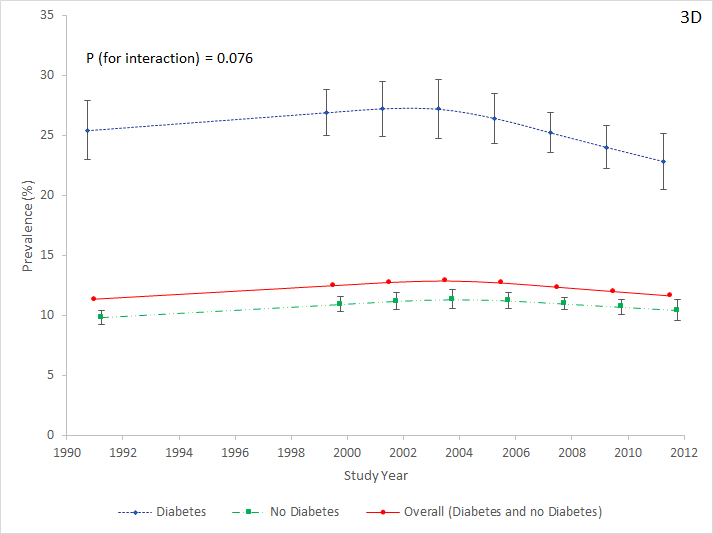 3D
P (for interaction) = 0.076
35
30
25
20
15
10
5
0
Prevalence (%)
1990 1992 1994 1996 1998 2000 2002 2004 2006 2008 2010 2012
Study Year
Diabetes No Diabetes Overall (Diabetes and no Diabetes)